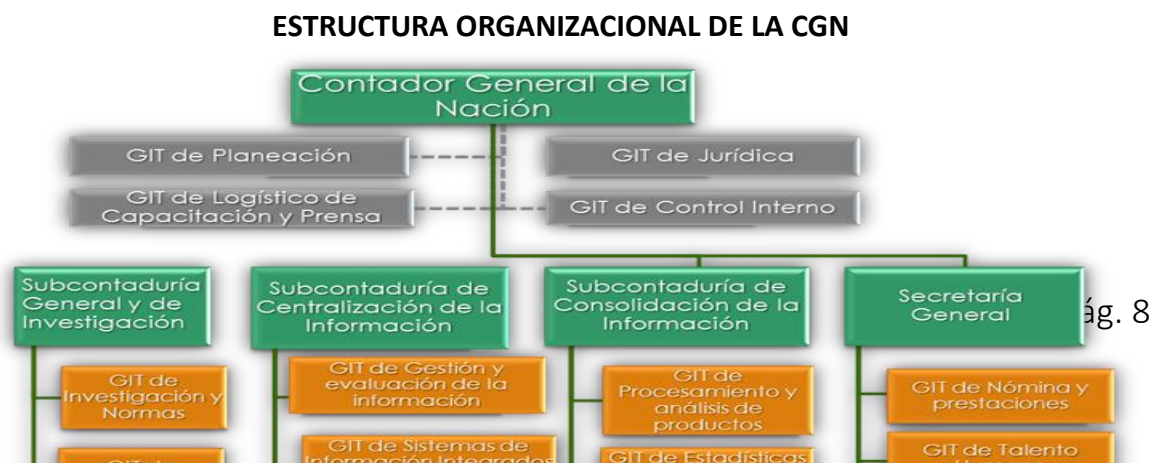 ESTRUCTURA ORGANIZACIONAL DE LA CGN
Contador General de la
Nación
GIT de Planeación
GIT de Jurídica
GIT de Logístico de
Capacitación y Prensa
GIT de Control Interno
Subcontaduría
General y de
Investigación
Subcontaduría de
Centralización de la
Información
Subcontaduría de
Consolidación de la
Información
Secretaría
General
ág. 8
GIT de
Investigación y
Normas
GIT de Gestión y
evaluación de la
información
GIT de
Procesamiento y
análisis de
productos
GIT de Nómina y
prestaciones
GIT de Sistemas de
Información Integrados
GIT de Estadísticas
GIT de Talento